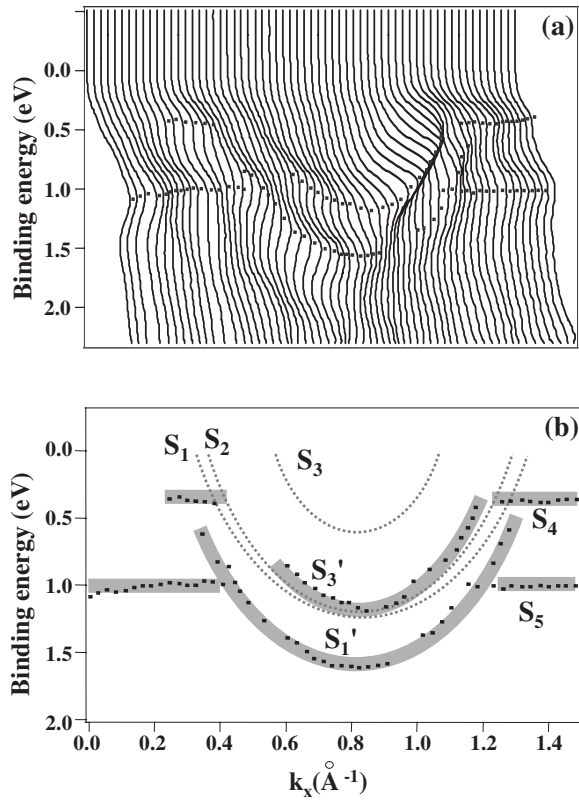 (a)
Binding energy (eV)
0.0
0.5
1.0
1.5
2.0
(b)
Binding energy (eV)
0.0
0.5
1.0
1.5
2.0
S1 S2 S3
S3'
S4
S1'
S5
0.0 0.2 0.4 0.6 0.8 1.0 1.2 1.4
kx(Å -1)